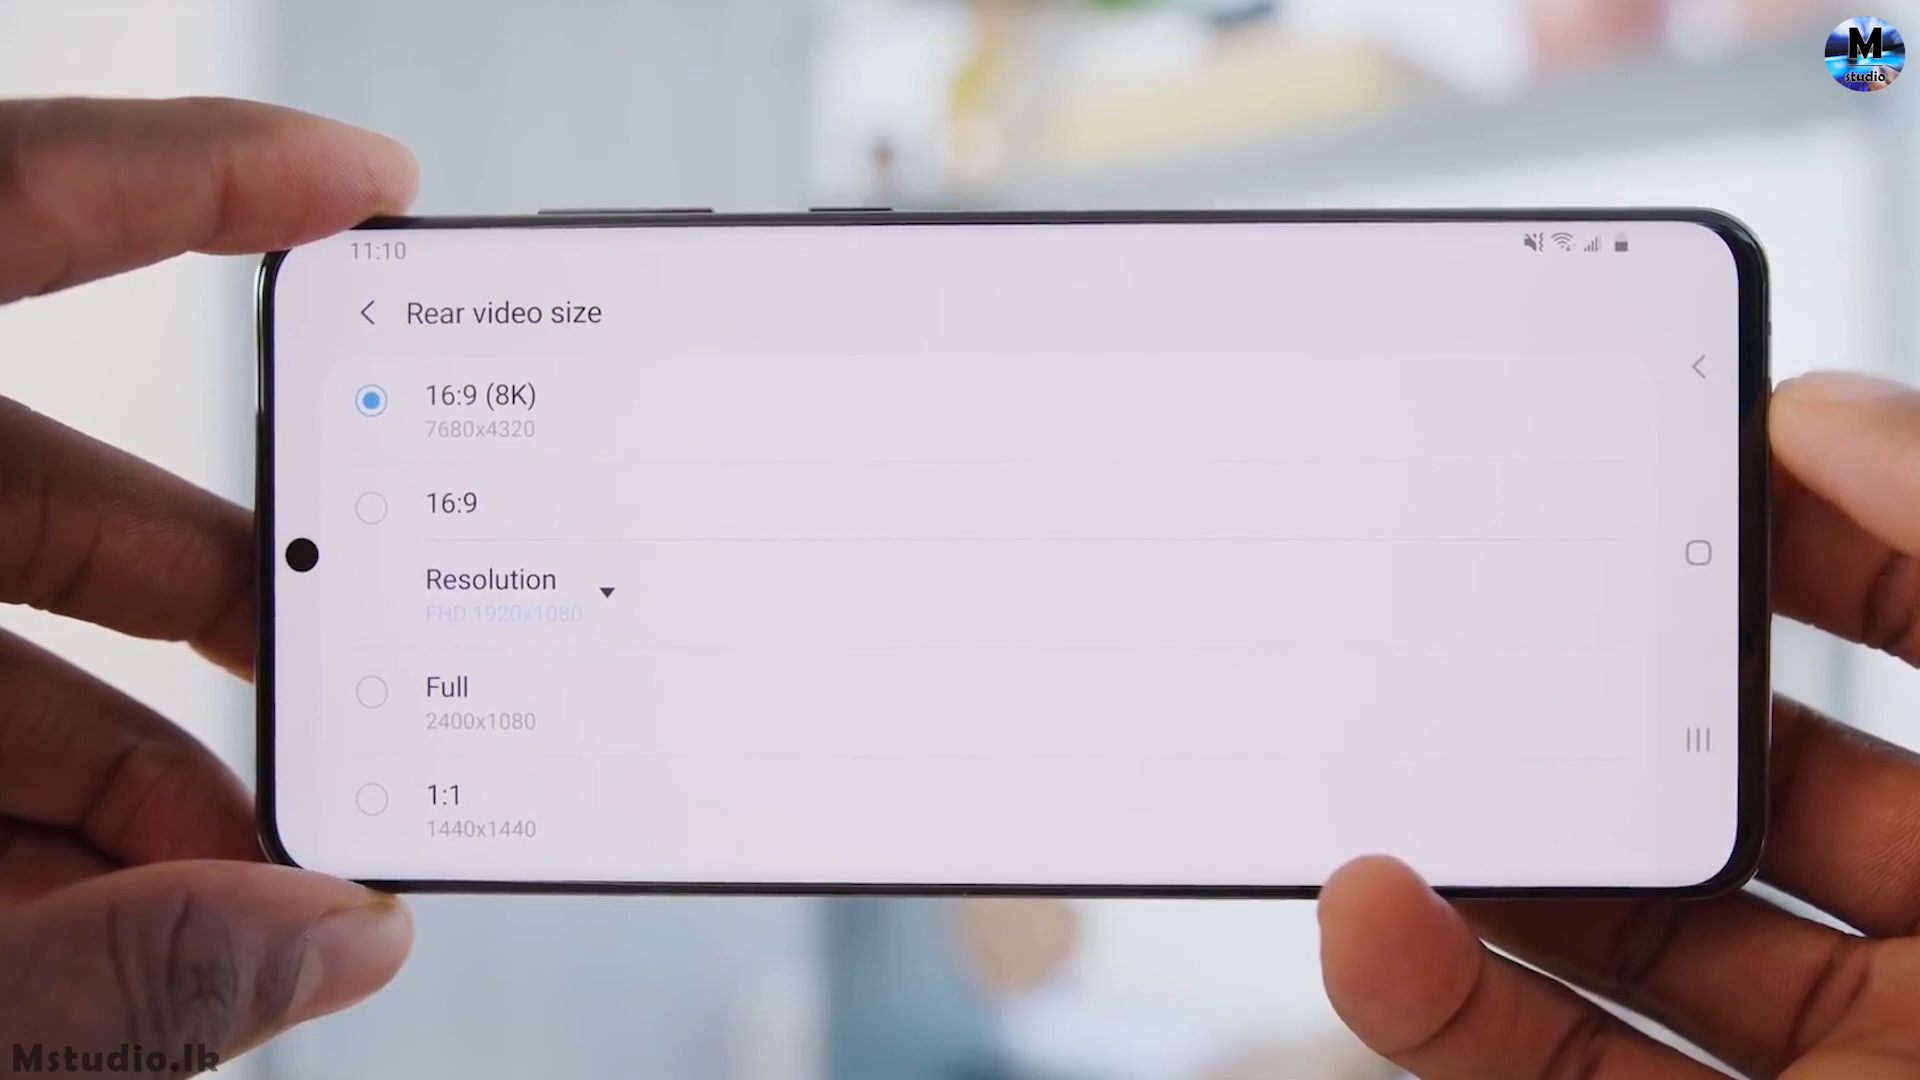 M
studio
11:10
Rear video size
16:9 (8K)
7680x4320
16:9
Resolution
FHD 1920x1080
Full
2400x1080
1:1
1440x1440
Mstudio.lk